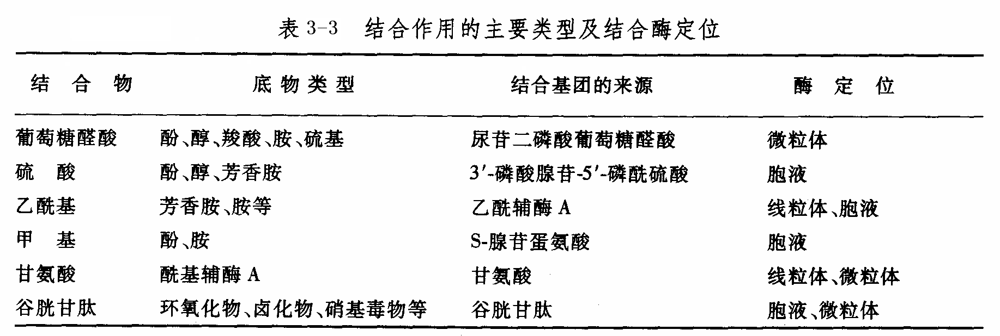 表3-3 结合作用的主要类型及结合酶定位
结 合 物 底物类型 结合基团的来源 酶 定 位
葡萄糖醛酸 酚、醇、羧酸、胺、硫基 尿苷二磷酸葡萄糖醛酸 微粒体
硫 酸 酚、醇、芳香胺 3′-磷酸腺苷-5′-磷酰硫酸 胞液
乙酰基 芳香胺、胺等 乙酰辅酶 A 线粒体、胞液
甲 基 酚、胺 S-腺苷蛋氨酸 胞液
甘氨酸 酰基辅酶 A 甘氨酸 线粒体、微粒体
谷胱甘肽 环氧化物、卤化物、硝基毒物等 谷胱甘肽 胞液、微粒体